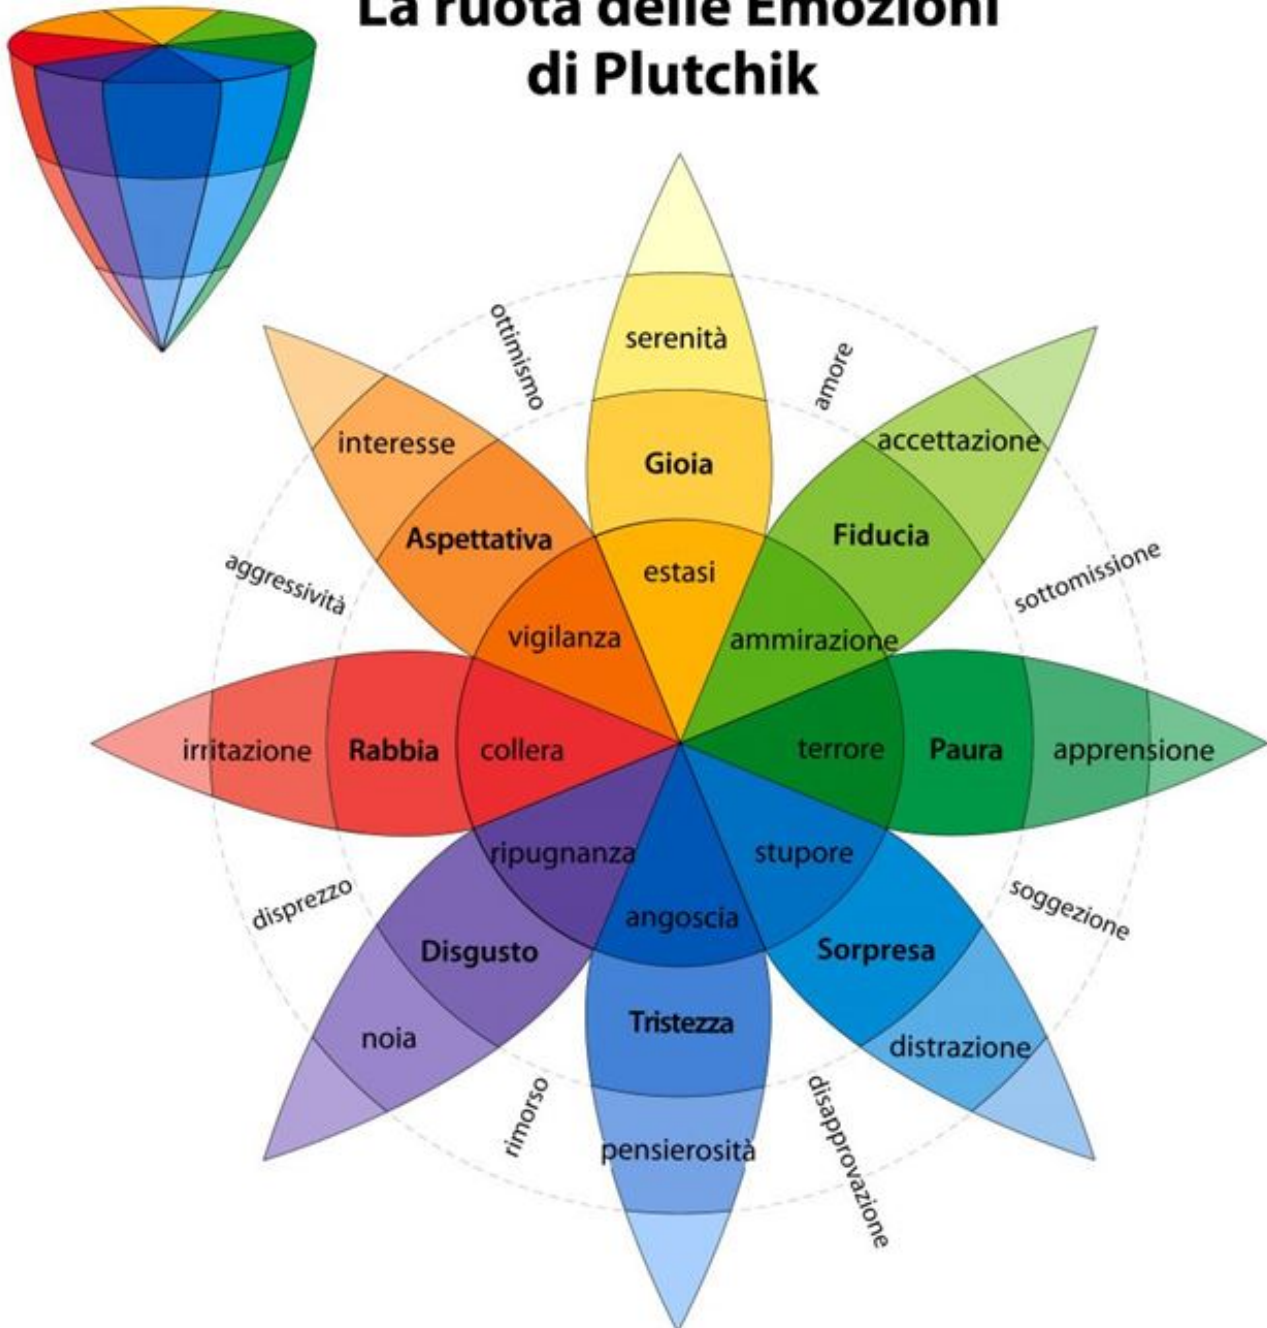 La ruota delle Emozioni
di Plutchik
serenità
ottimismo
amore
interesse
accettazione
Gioia
Aspettativa
Fiducia
estasi
aggressività
sottomissione
vigilanza
ammirazione
irritazione
Rabbia
collera
terrore
Paura
apprensione
ripugnanza
stupore
disprezzo
soggezione
angoscia
Disgusto
Sorpresa
Tristezza
noia
distrazione
rimorso
pensierosità
disapprovazione